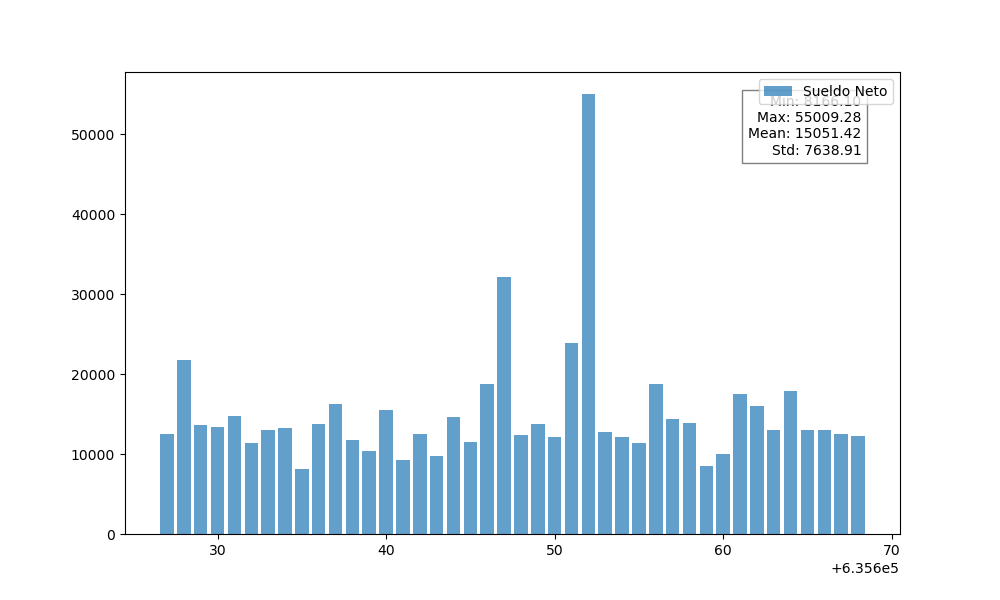 Sueldo Neto
Min: 8166.10
Max: 55009.28
Mean: 15051.42
Std: 7638.91
50000
40000
30000
20000
10000
0
30 40 50 60 70
+6.356e5